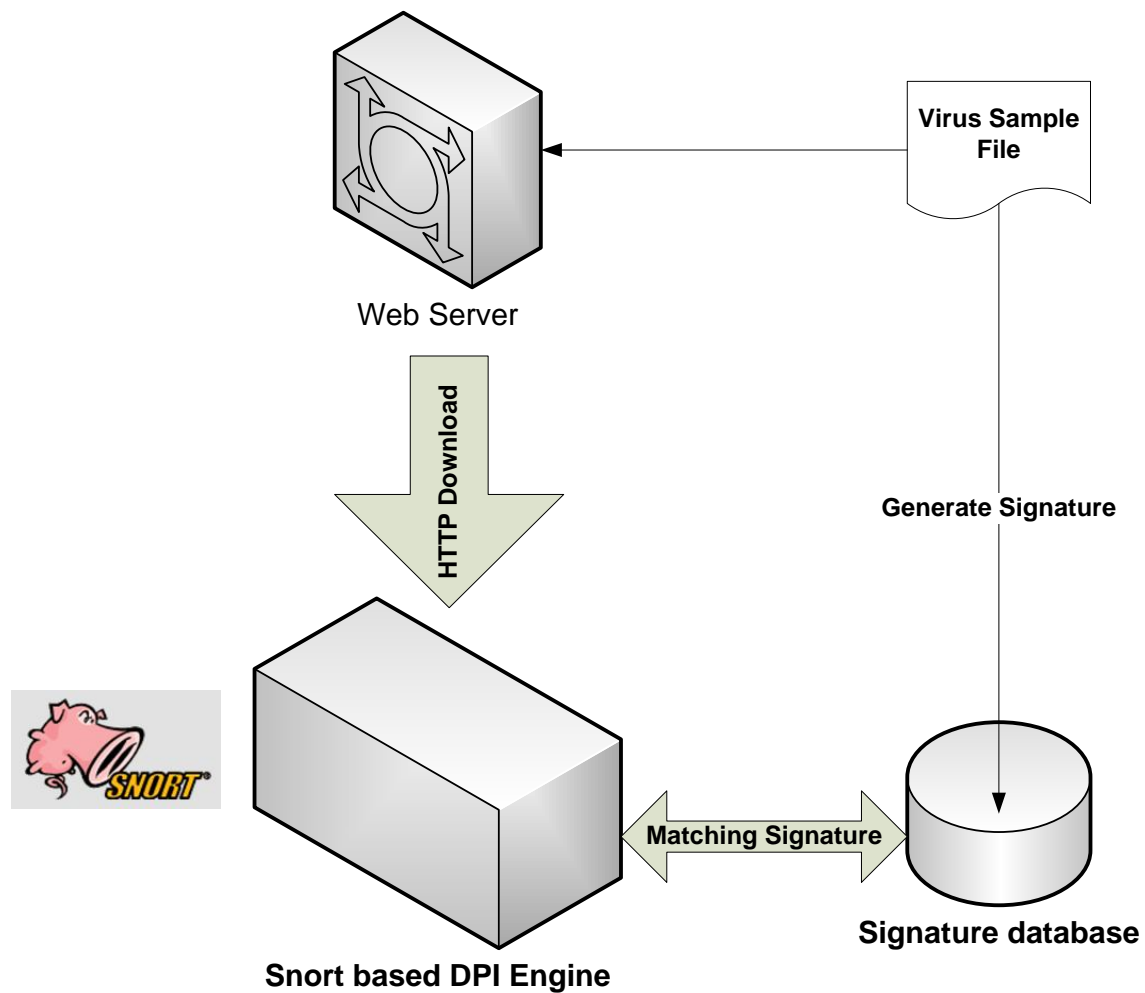 Virus Sample
File
Web Server
HTTP Download
Generate Signature
SNORT®
Matching Signature
Signature database
Snort based DPI Engine